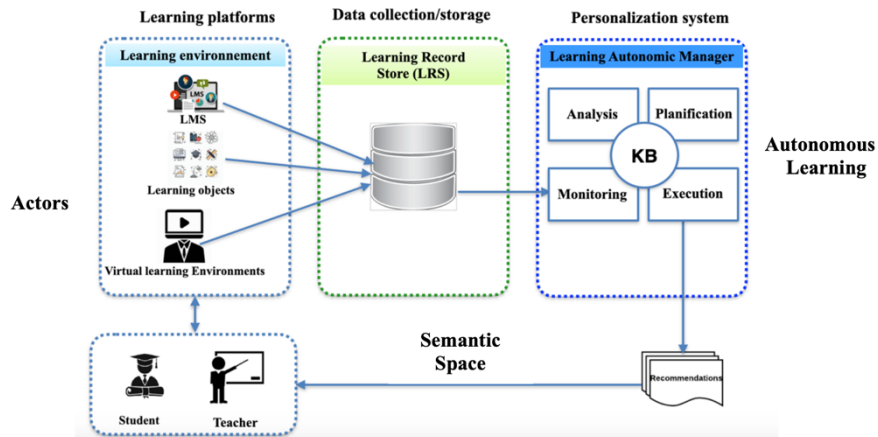 Learning platforms
Data collection/storage
Personalization system
Learning environnement
Learning Record
Store (LRS)
Learning Autonomic Manager
LMS
LMS
Learning objects
Virtual learning Environments
Analysis
Planification
KB
Monitoring
Execution
Autonomous
Learning
Actors
Semantic
Space
Recommendations
Student
Teacher